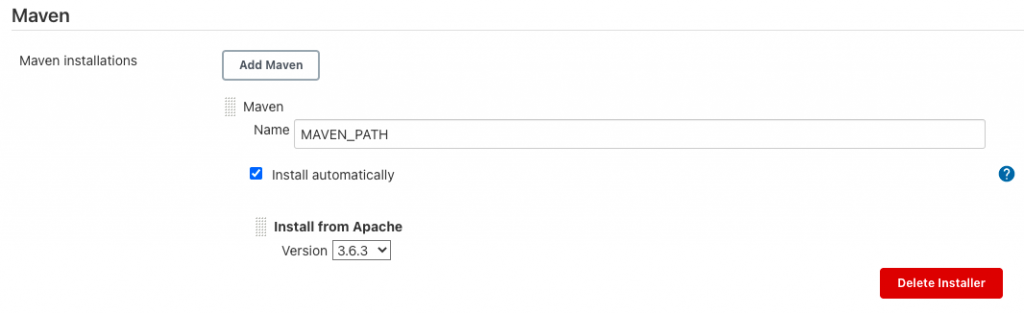 Maven
Maven installations
Add Maven
Maven
Name MAVEN_PATH
Install automatically
?
Install from Apache
Version 3.6.3
Delete Installer